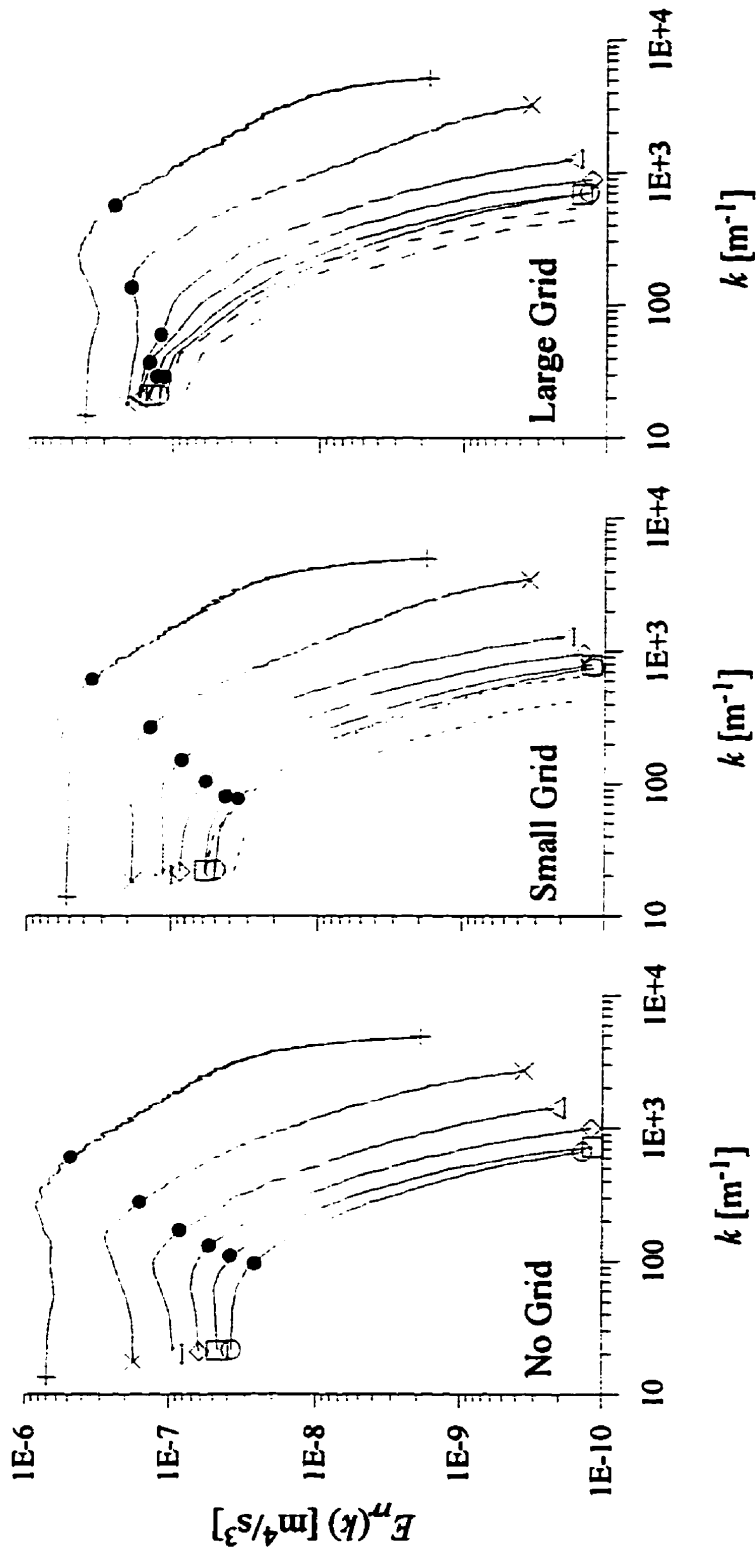 E_rr(k) [m⁴/s³]
1E-6
1E-7
1E-8
1E-9
1E-10
No Grid
10
100
1E+3
1E+4
k [m⁻¹]
Small Grid
10
100
1E+3
1E+4
k [m⁻¹]
Large Grid
10
100
1E+3
1E+4
k [m⁻¹]